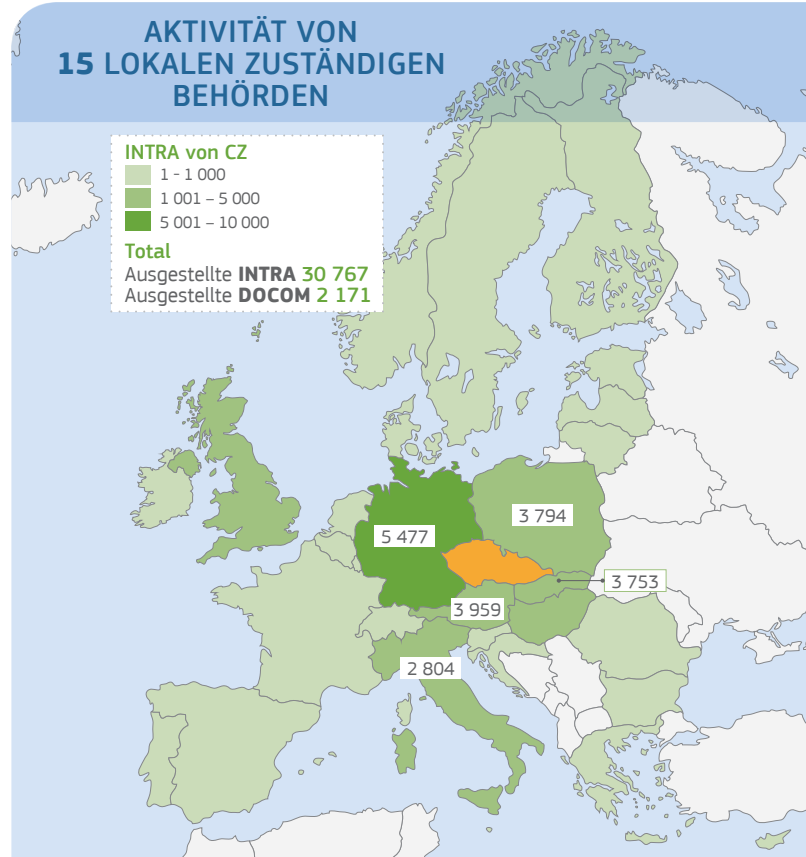 AKTIVITÄT VON
15 LOKALEN ZUSTÄNDIGEN
BEHÖRDEN
INTRA von CZ
1 - 1 000
1 001 – 5 000
5 001 – 10 000
Total
Ausgestellte INTRA 30 767
Ausgestellte DOCOM 2 171
3 794
5 477
3 753
3 959
2 804